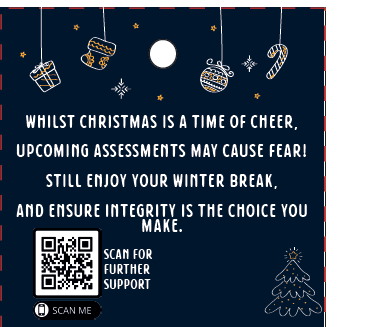 WHILST CHRISTMAS IS A TIME OF CHEER,
UPCOMING ASSESSMENTS MAY CAUSE FEAR!
STILL ENJOY YOUR WINTER BREAK,
AND ENSURE INTEGRITY IS THE CHOICE YOU
MAKE.
SCAN FOR
FURTHER
SUPPORT
SCAN ME